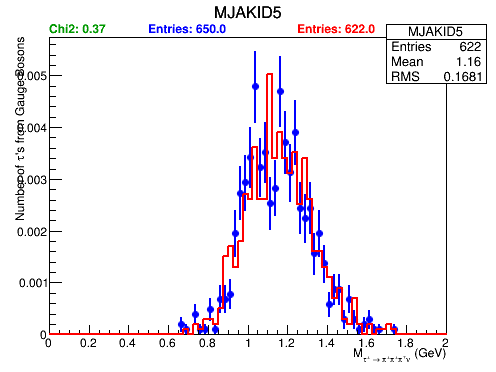 MJAKID5
Chi2: 0.37 Entries: 650.0 Entries: 622.0
MJAKID5
Entries 622
Mean 1.16
RMS 0.1681
Number of τ's from Gauge Bosons
0.005
0.004
0.003
0.002
0.001
0
0 0.2 0.4 0.6 0.8 1 1.2 1.4 1.6 1.8 2